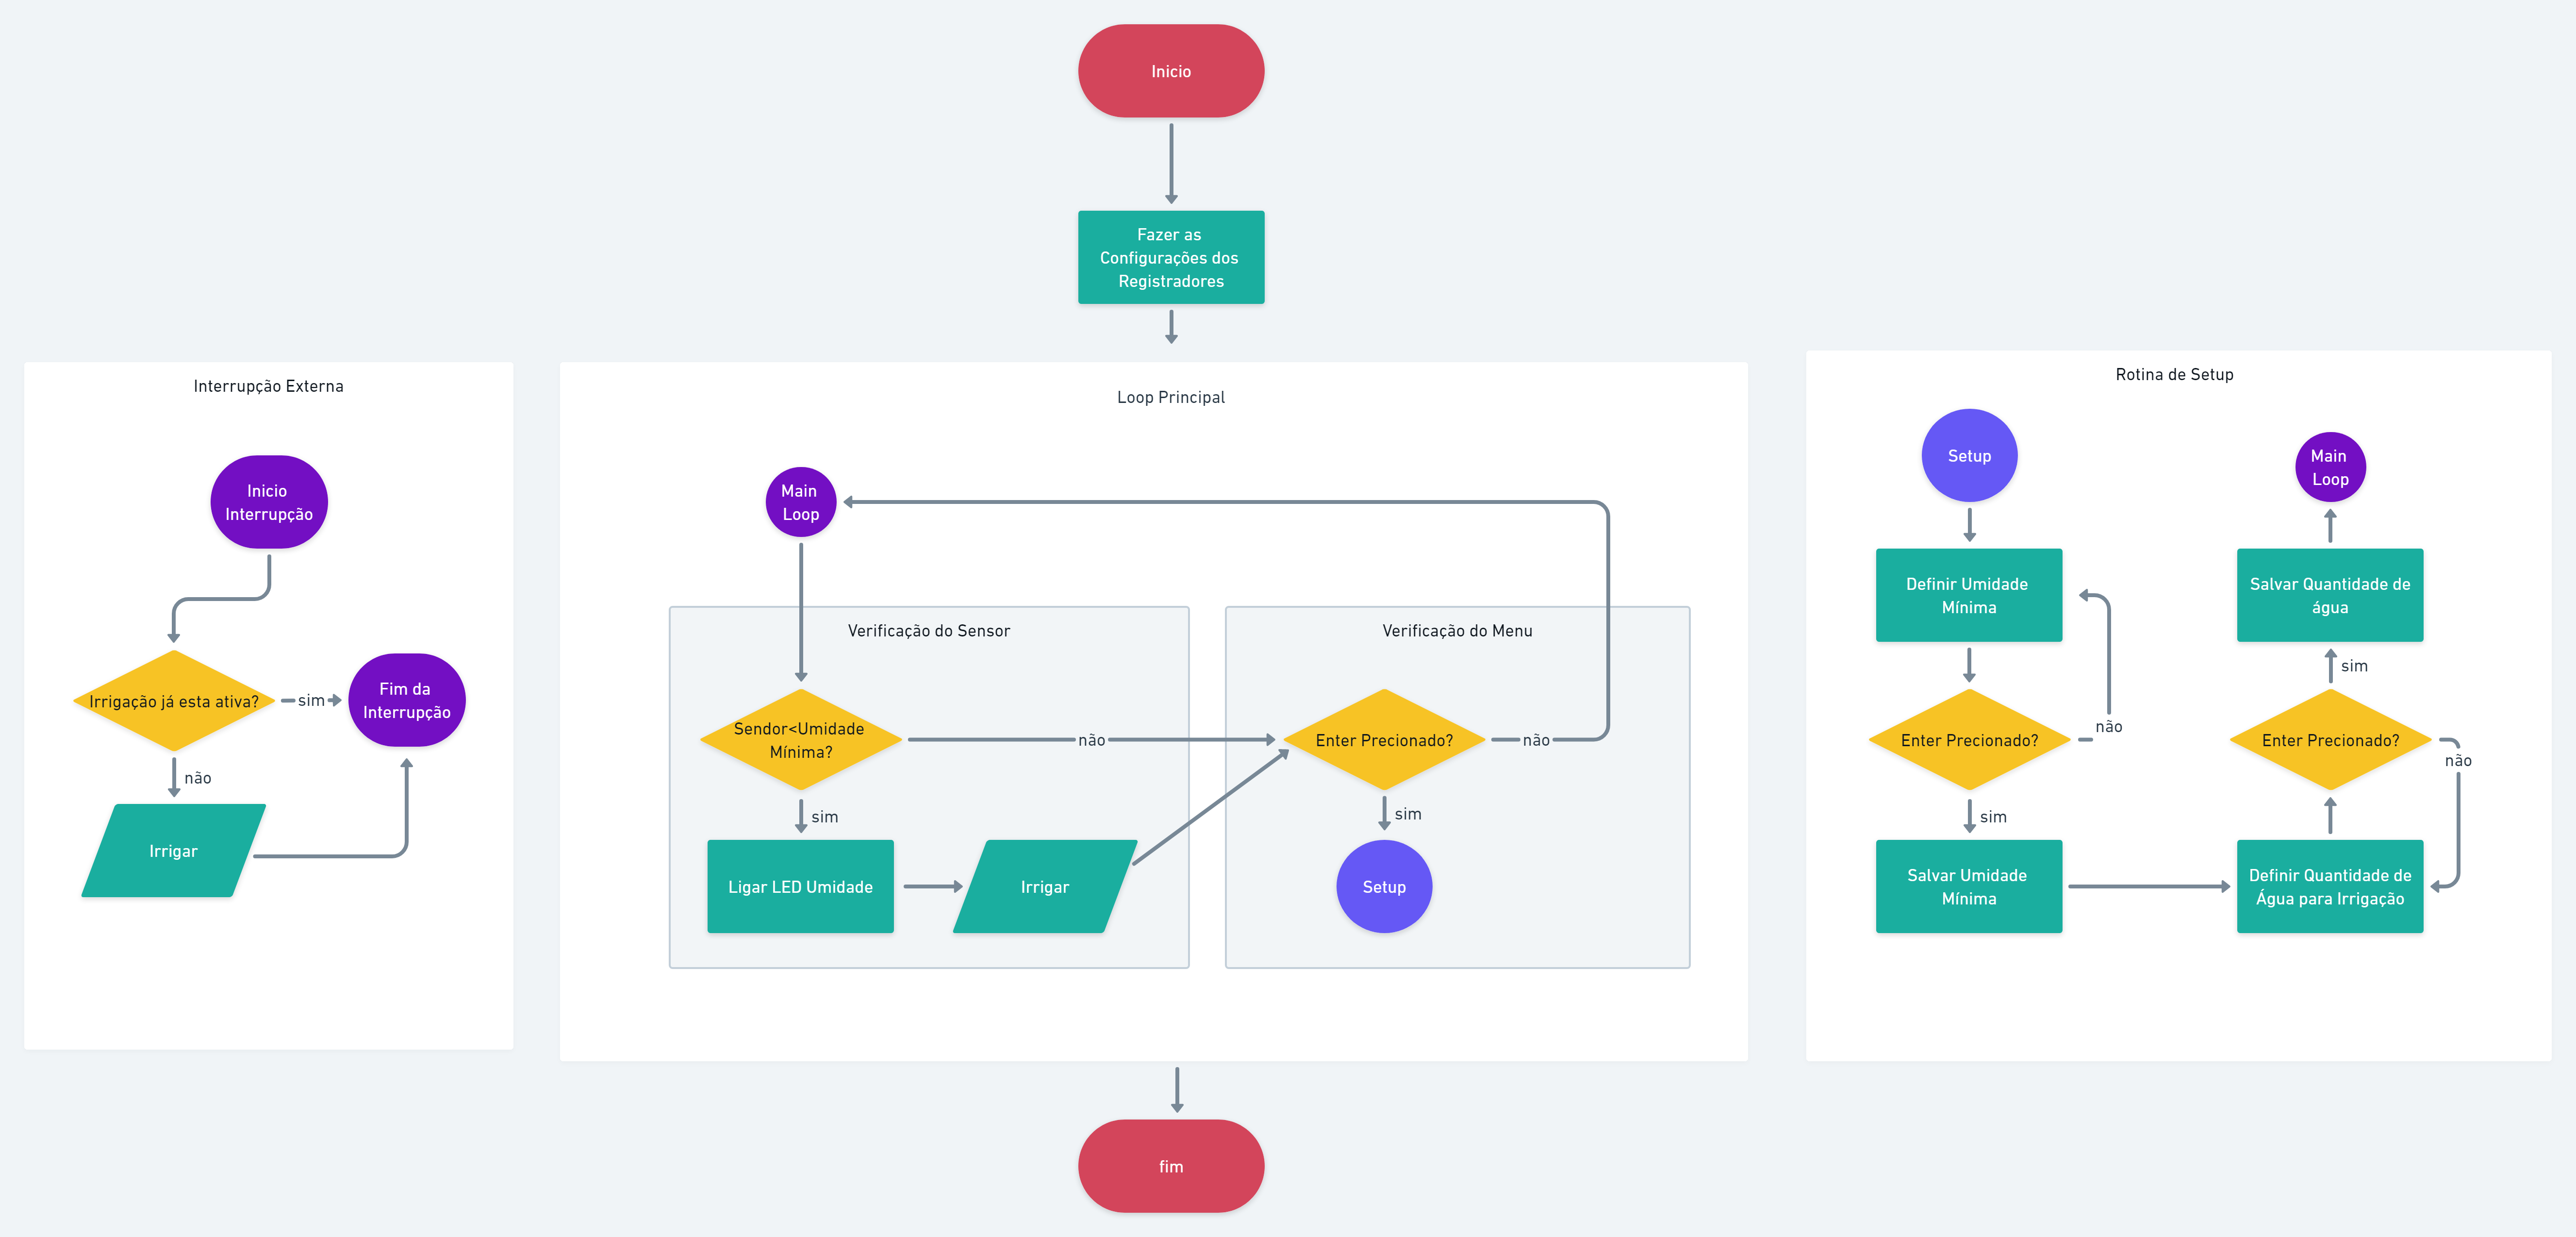 Inicio
Fazer as
Configurações dos
Registradores
Interrupção Externa
Inicio
Interrupção
Irrigação já esta ativa?
sim
Fim da
Interrupção
não
Irrigar
Loop Principal
Main
Loop
Verificação do Sensor
Sendor<Umidade
Mínima?
não
sim
Ligar LED Umidade
Irrigar
Verificação do Menu
Enter Precionado?
não
sim
Setup
Rotina de Setup
Setup
Definir Umidade
Mínima
Enter Precionado?
não
sim
Salvar Umidade
Mínima
Definir Quantidade de
Água para Irrigação
Enter Precionado?
não
sim
Salvar Quantidade de
água
Main
Loop
fim